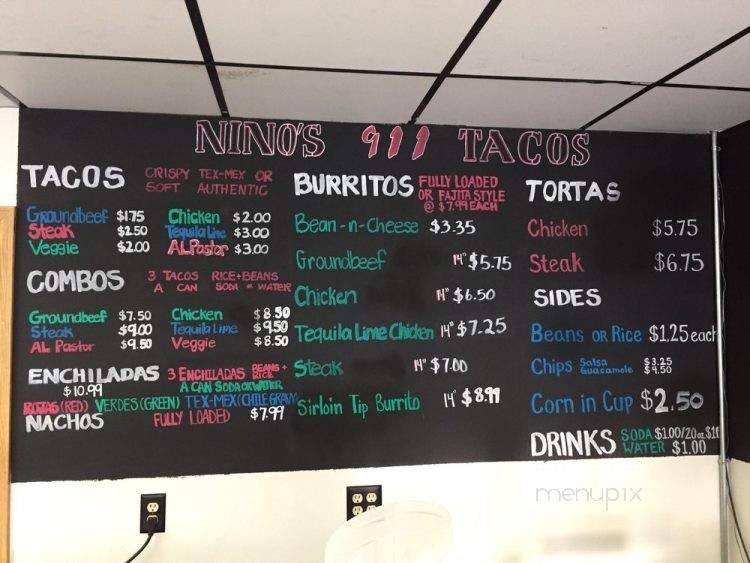 NINO'S 911 TACOS
TACOS CRISPY TEX-MEX OR
SOFT AUTHENTIC
Groundbeef $1.75 Chicken $2.00
Steak $2.50 Tequila Lime $3.00
Veggie $2.00 AL Pastor $3.00
COMBOS 3 TACOS RICE+BEANS
A CAN SODA or WATER
Groundbeef $7.50 Chicken $8.50
Steak $9.00 Tequila Lime $9.50
AL Pastor $9.50 Veggie $8.50
ENCHILADAS 3 ENCHILADAS BEANS + RICE
$10.99 A CAN SODA OR WATER
ROJAS (RED) VERDES (GREEN) TEX-MEX (CHILE GRAVY
NACHOS FULLY LOADED $7.99
BURRITOS FULLY LOADED
OR FAJITA STYLE
@ $7.99 EACH
Bean-n-Cheese $3.35
Groundbeef 14" $5.75
Chicken 14" $6.50
Tequila Lime Chicken 14" $7.25
Steak 14" $7.00
Sirloin Tip Burrito 14" $8.99
TORTAS
Chicken $5.75
Steak $6.75
SIDES
Beans OR Rice $1.25 each
Chips Salsa $3.25
Guacamole $4.50
Corn in Cup $2.50
DRINKS SODA $1.00/20oz.
WATER $1.00
menupix